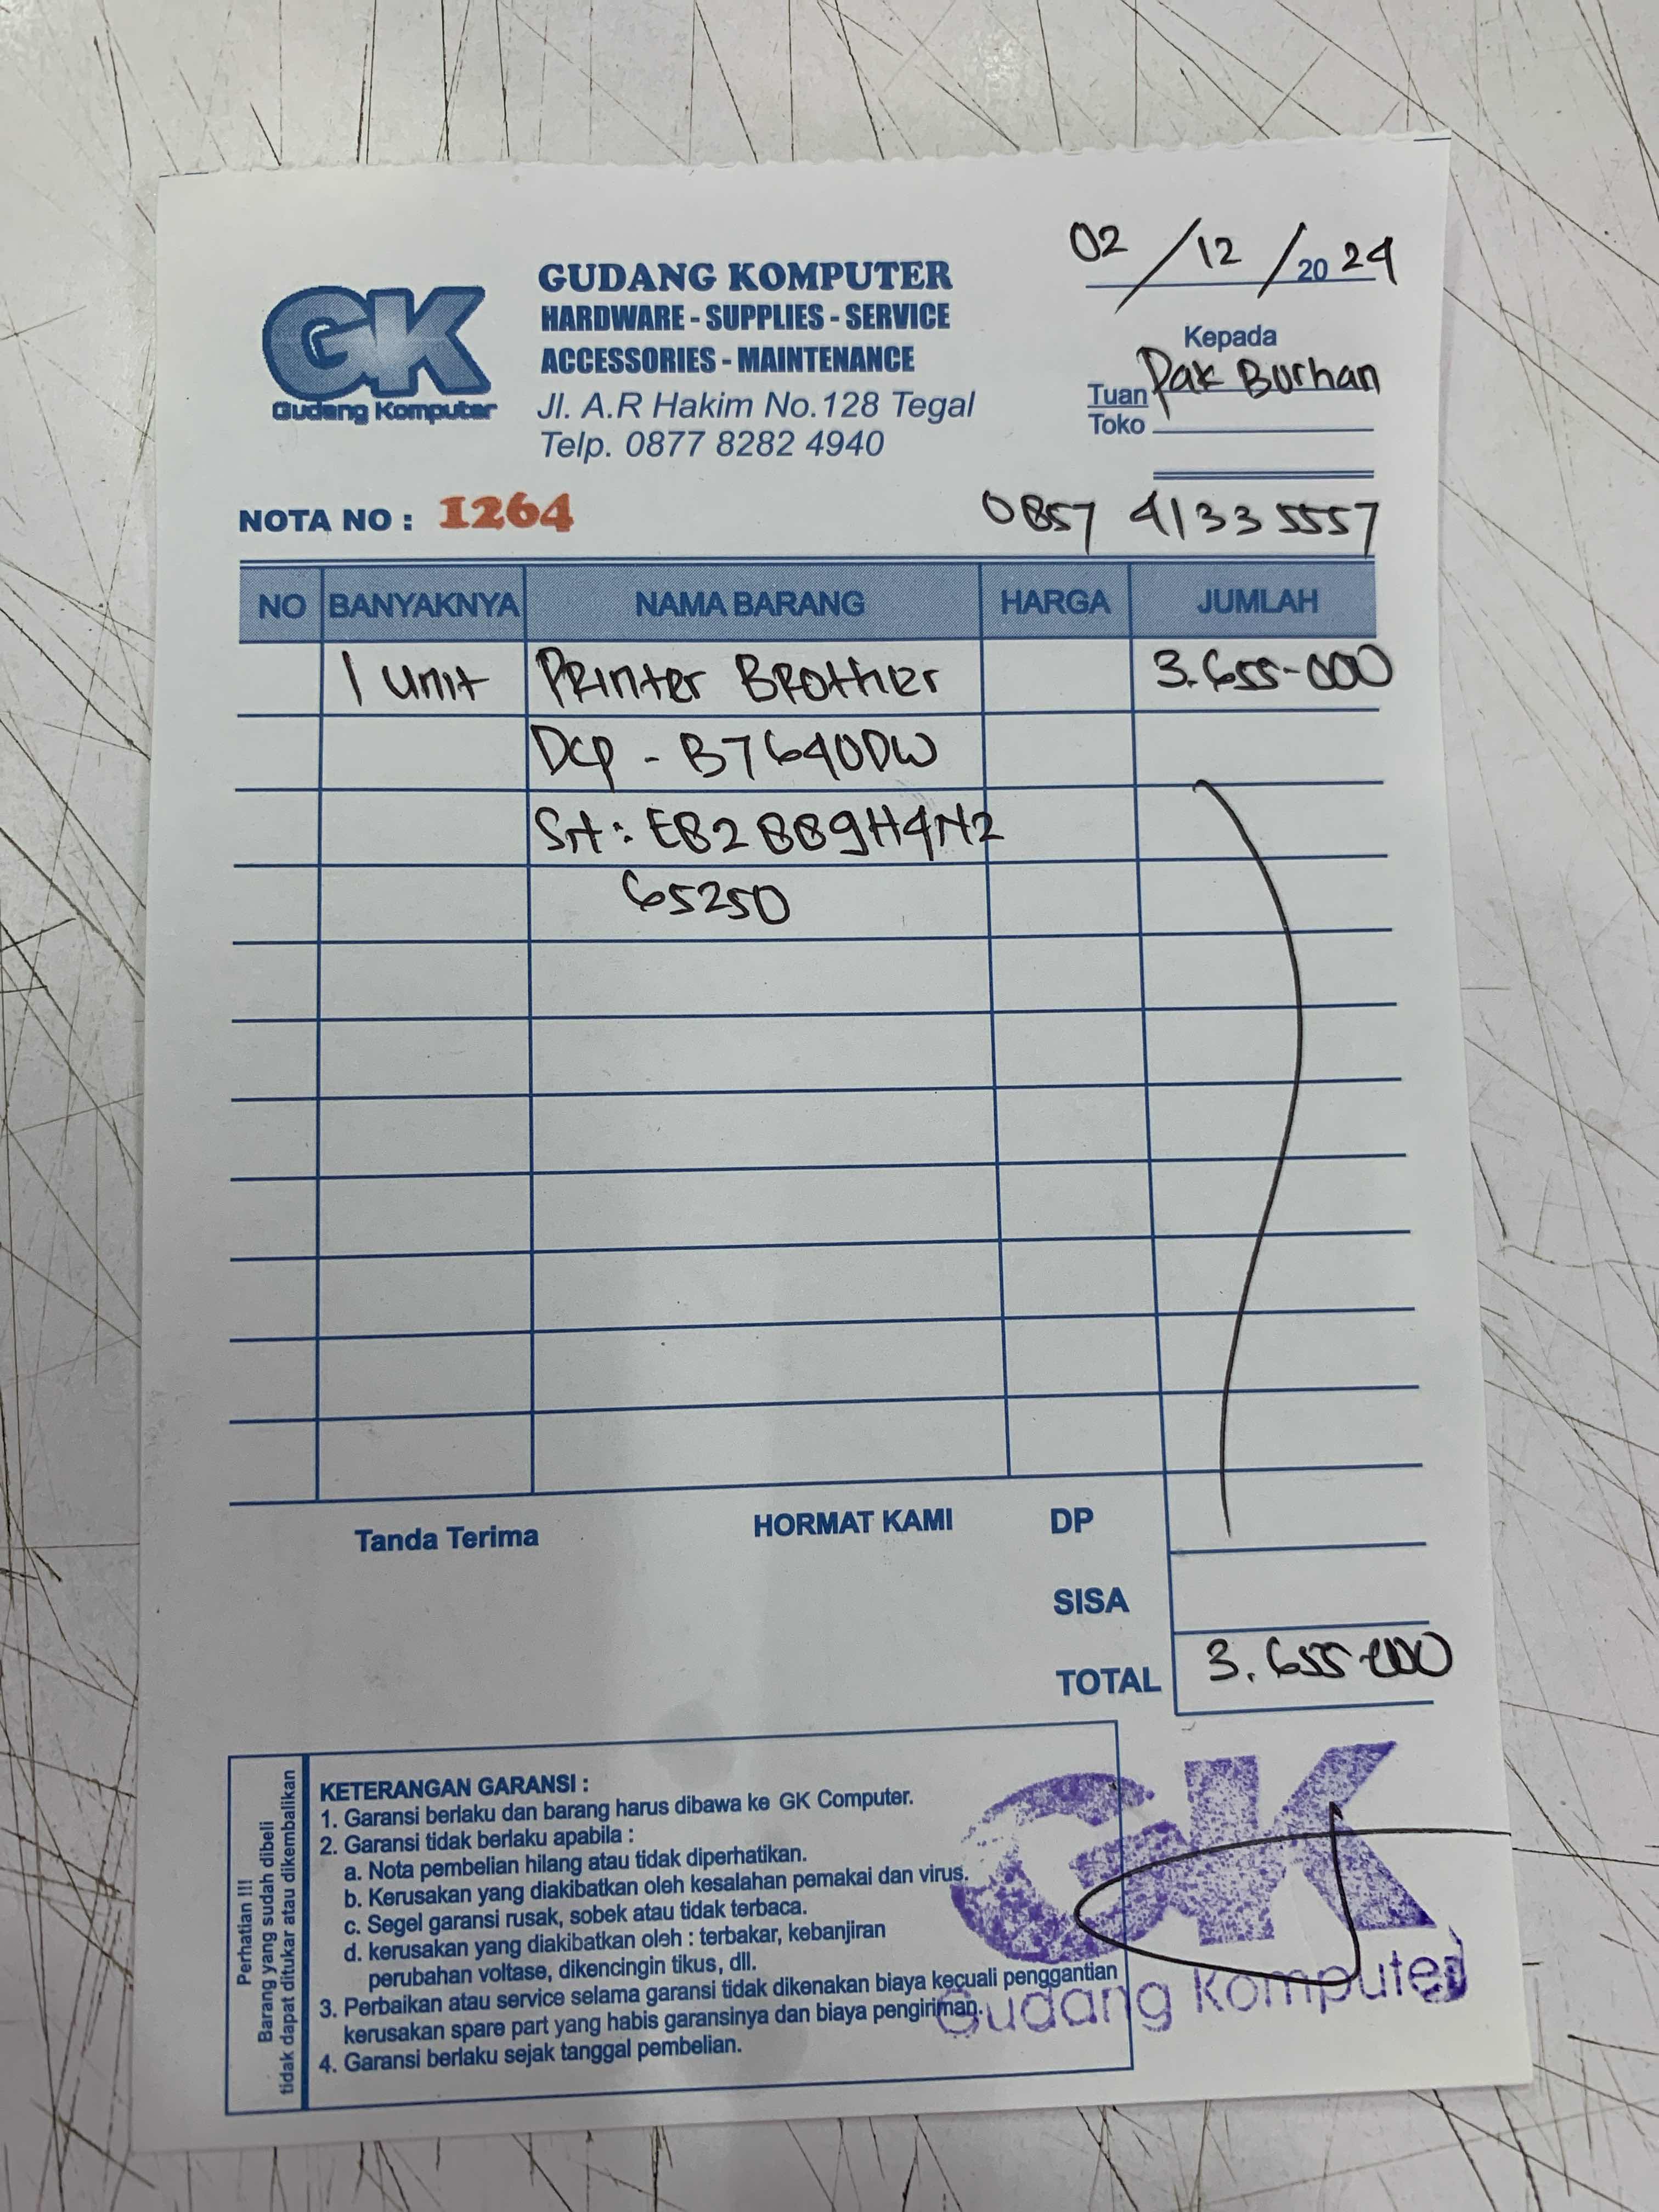 02 / 12 / 20 24
GK
Gudang Komputer
GUDANG KOMPUTER
HARDWARE - SUPPLIES - SERVICE
ACCESSORIES - MAINTENANCE
Jl. A.R Hakim No.128 Tegal
Telp. 0877 8282 4940
Kepada
Tuan Pak Burhan
Toko
NOTA NO : 1264
0857 4133 5557
NO BANYAKNYA NAMA BARANG HARGA JUMLAH
1 unit Printer Brother 3.655-000
DCP - B7640DW
SN : E82889H4N2
65250
Tanda Terima HORMAT KAMI DP
SISA
TOTAL 3.655-000
Perhatian !!!
Barang yang sudah dibeli
tidak dapat ditukar atau dikembalikan
KETERANGAN GARANSI :
1. Garansi berlaku dan barang harus dibawa ke GK Computer.
2. Garansi tidak berlaku apabila :
a. Nota pembelian hilang atau tidak diperhatikan.
b. Kerusakan yang diakibatkan oleh kesalahan pemakai dan virus.
c. Segel garansi rusak, sobek atau tidak terbaca.
d. kerusakan yang diakibatkan oleh : terbakar, kebanjiran
perubahan voltase, dikencingin tikus, dll.
3. Perbaikan atau service selama garansi tidak dikenakan biaya kecuali penggantian
kerusakan spare part yang habis garansinya dan biaya pengiriman.
4. Garansi berlaku sejak tanggal pembelian.
GK
Gudang Komputer